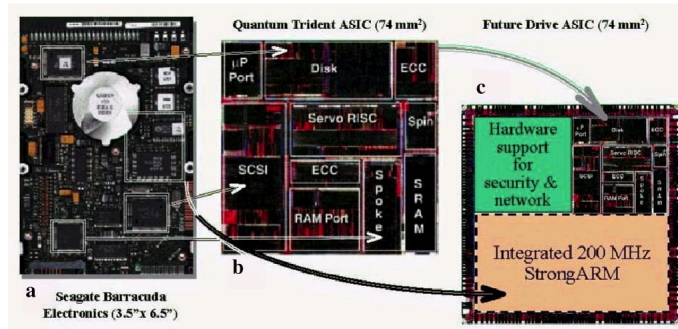 Quantum Trident ASIC (74 mm²)
Future Drive ASIC (74 mm²)
µP
Port
Disk
ECC
Servo RISC
Spin
SCSI
ECC
RAM Port
Spoke
SRAM
a
b
c
Seagate Barracuda
Electronics (3.5"x 6.5")
Hardware
support
for
security &
network
µP
Port
Disk
ECC
Servo RISC
Spin
SCSI
ECC
RAM Port
Spoke
SRAM
Integrated 200 MHz
StrongARM